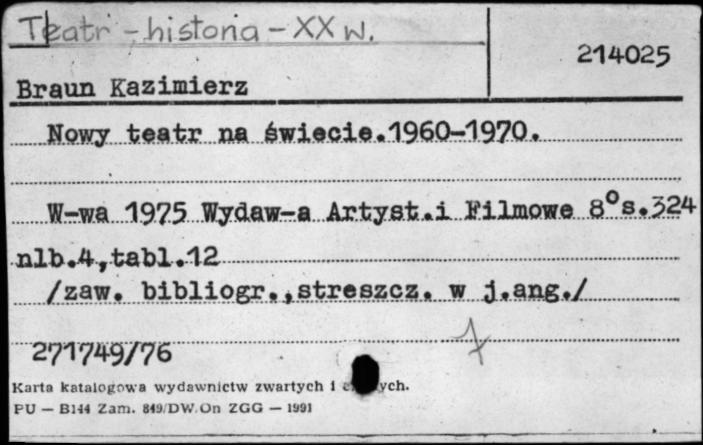 Teatr - historia - XX w.
214025
Braun Kazimierz
Nowy teatr na świecie.1960-1970.
W-wa 1975 Wydaw-a Artyst.i Filmowe 8° s.324
nlb.4,tabl.12
/zaw. bibliogr.,streszcz. w j.ang./
271749/76
Karta katalogowa wydawnictw zwartych i
PU — B144 Zam. 849/DW.On ZGG — 1991